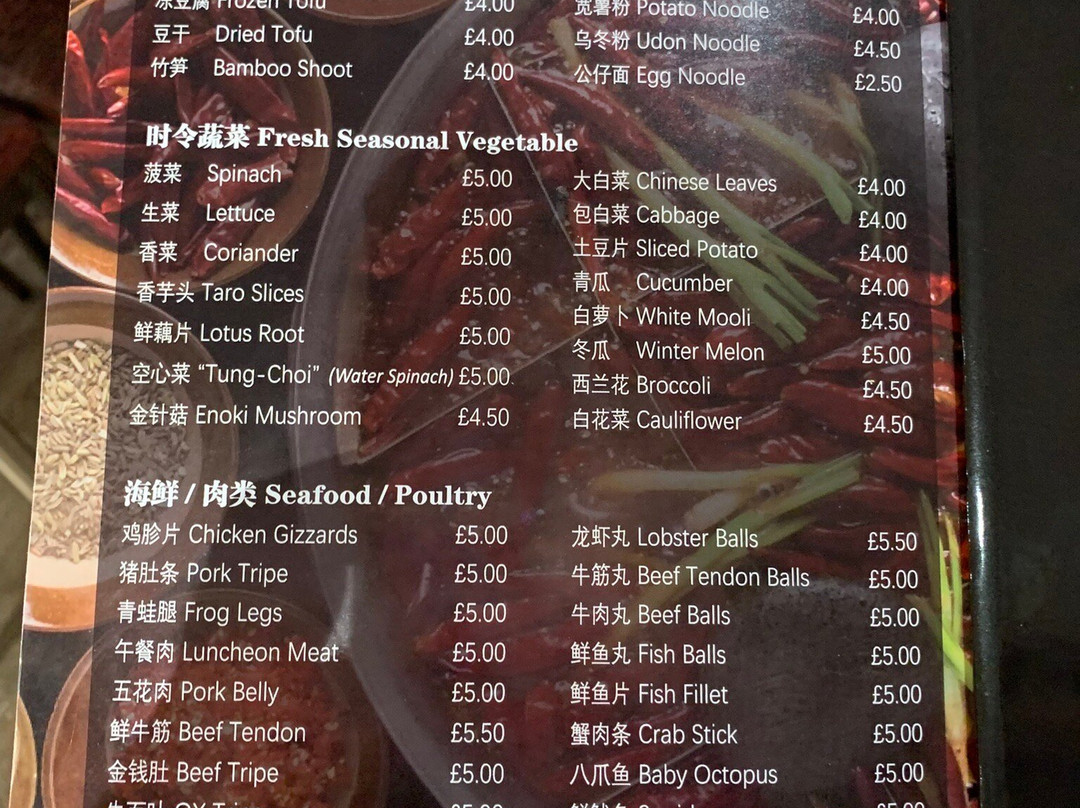 冻豆腐 Frozen Tofu £4.00
豆干 Dried Tofu £4.00
竹笋 Bamboo Shoot £4.00
宽薯粉 Potato Noodle £4.00
乌冬粉 Udon Noodle £4.50
公仔面 Egg Noodle £2.50
时令蔬菜 Fresh Seasonal Vegetable
菠菜 Spinach £5.00
生菜 Lettuce £5.00
香菜 Coriander £5.00
香芋头 Taro Slices £5.00
鲜藕片 Lotus Root £5.00
空心菜 “Tung-Choi” (Water Spinach) £5.00
金针菇 Enoki Mushroom £4.50
大白菜 Chinese Leaves £4.00
包白菜 Cabbage £4.00
土豆片 Sliced Potato £4.00
青瓜 Cucumber £4.00
白萝卜 White Mooli £4.50
冬瓜 Winter Melon £5.00
西兰花 Broccoli £4.50
白花菜 Cauliflower £4.50
海鲜 / 肉类 Seafood / Poultry
鸡胗片 Chicken Gizzards £5.00
猪肚条 Pork Tripe £5.00
青蛙腿 Frog Legs £5.00
午餐肉 Luncheon Meat £5.00
五花肉 Pork Belly £5.00
鲜牛筋 Beef Tendon £5.50
金钱肚 Beef Tripe £5.00
龙虾丸 Lobster Balls £5.50
牛筋丸 Beef Tendon Balls £5.00
牛肉丸 Beef Balls £5.00
鲜鱼丸 Fish Balls £5.00
鲜鱼片 Fish Fillet £5.00
蟹肉条 Crab Stick £5.00
八爪鱼 Baby Octopus £5.00